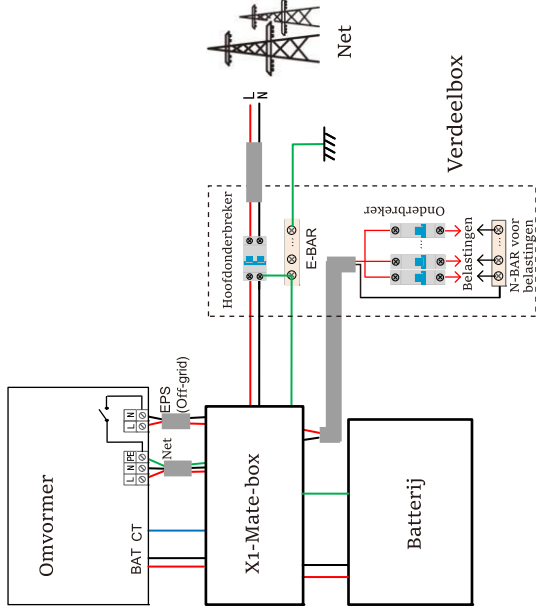 Omvormer
BAT
CT
L N PE
L N
Net
EPS
(Off-grid)
X1-Mate-box
Batterij
Hoofdonderbreker
E-BAR
...
L
N
Net
Verdeelbox
Onderbreker
...
Belastingen
...
N-BAR voor
belastingen